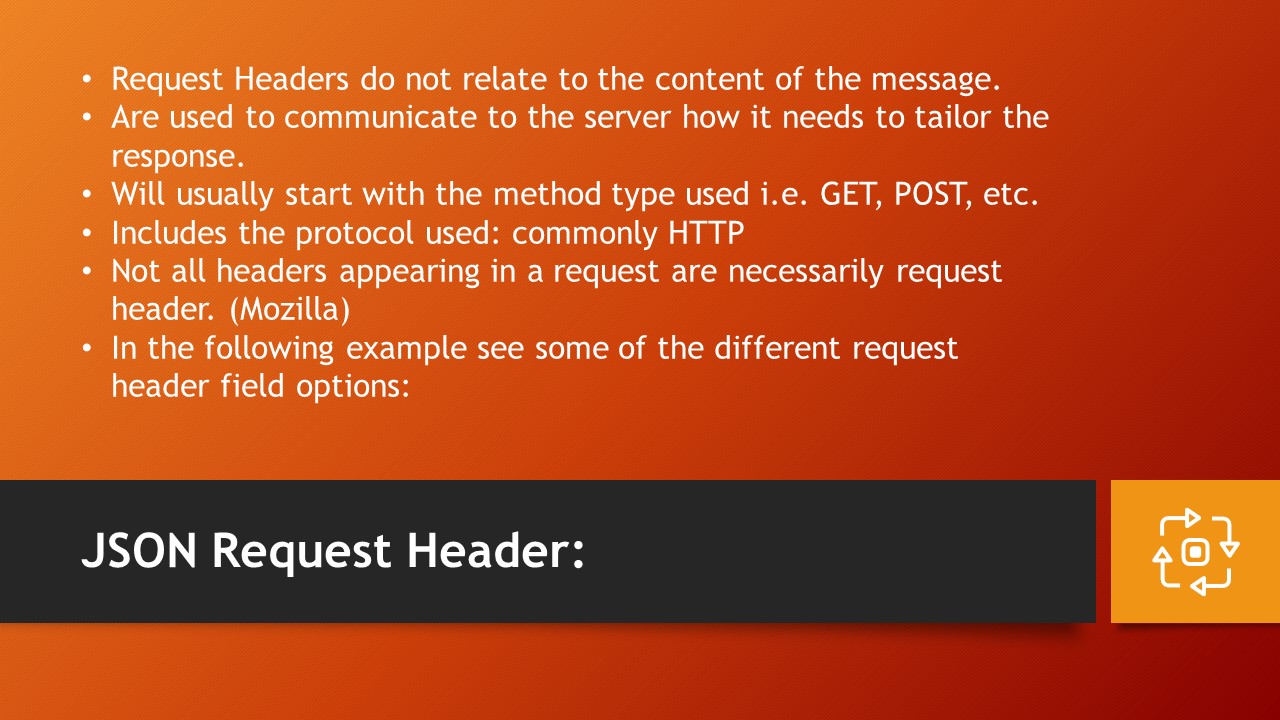 • Request Headers do not relate to the content of the message.
• Are used to communicate to the server how it needs to tailor the
response.
• Will usually start with the method type used i.e. GET, POST, etc.
• Includes the protocol used: commonly HTTP
• Not all headers appearing in a request are necessarily request
header. (Mozilla)
• In the following example see some of the different request
header field options:
JSON Request Header: